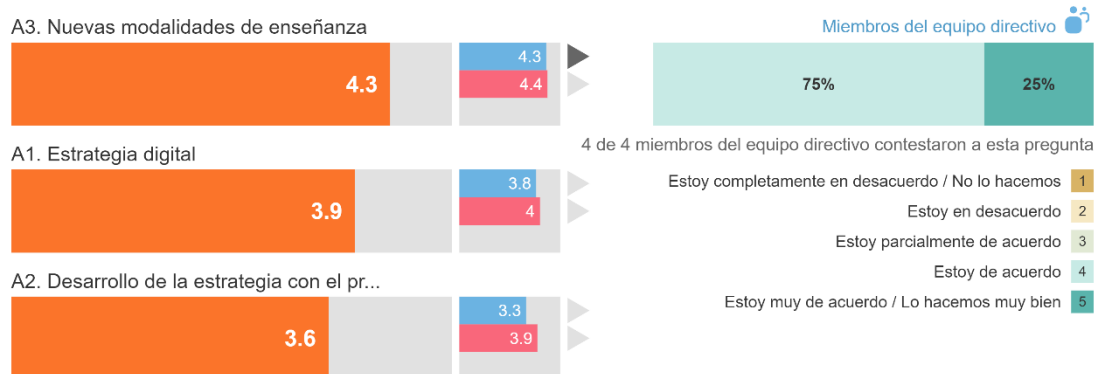 A3. Nuevas modalidades de enseñanza
4.3
4.3
4.4
A1. Estrategia digital
3.9
3.8
4
A2. Desarrollo de la estrategia con el pr...
3.6
3.3
3.9
Miembros del equipo directivo
75%
25%
4 de 4 miembros del equipo directivo contestaron a esta pregunta
Estoy completamente en desacuerdo / No lo hacemos 1
Estoy en desacuerdo 2
Estoy parcialmente de acuerdo 3
Estoy de acuerdo 4
Estoy muy de acuerdo / Lo hacemos muy bien 5